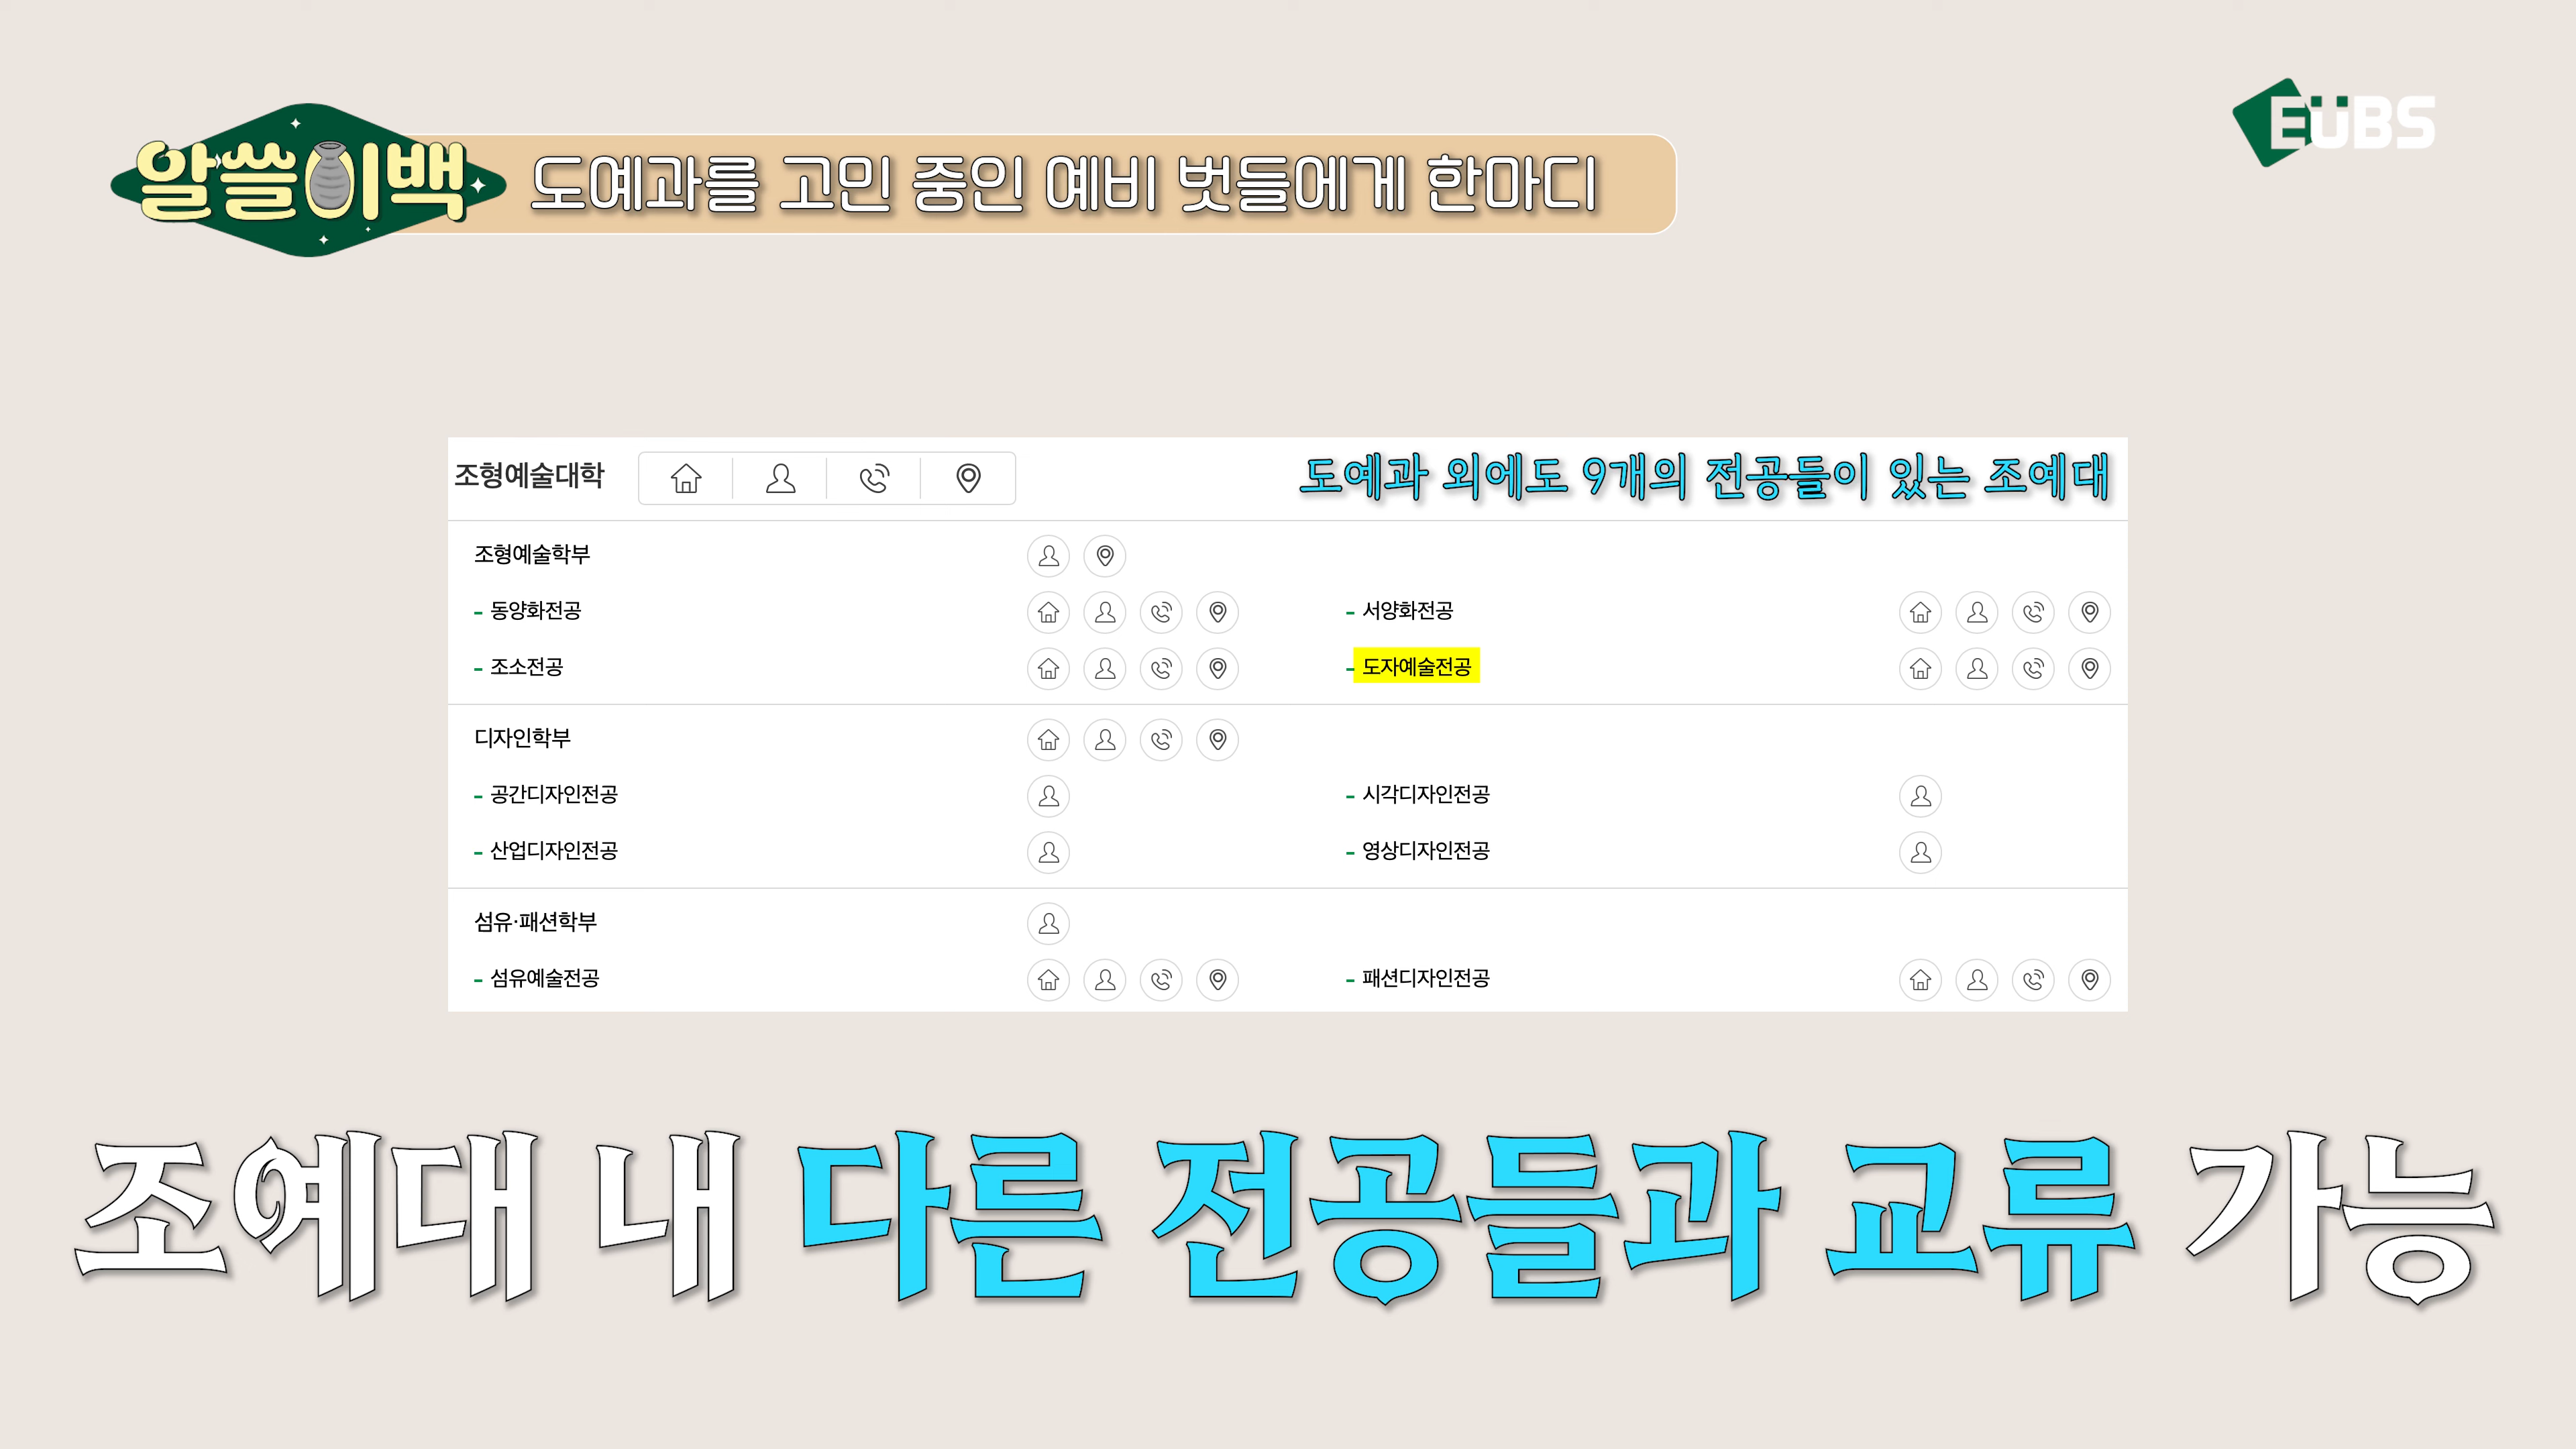 알쓸이백 도예과를 고민 중인 예비 벗들에게 한마디
EUBS
조형예술대학
도예과 외에도 9개의 전공들이 있는 조예대
조형예술학부
- 동양화전공
- 서양화전공
- 조소전공
- 도자예술전공
디자인학부
- 공간디자인전공
- 시각디자인전공
- 산업디자인전공
- 영상디자인전공
섬유·패션학부
- 섬유예술전공
- 패션디자인전공
조예대 내 다른 전공들과 교류 가능